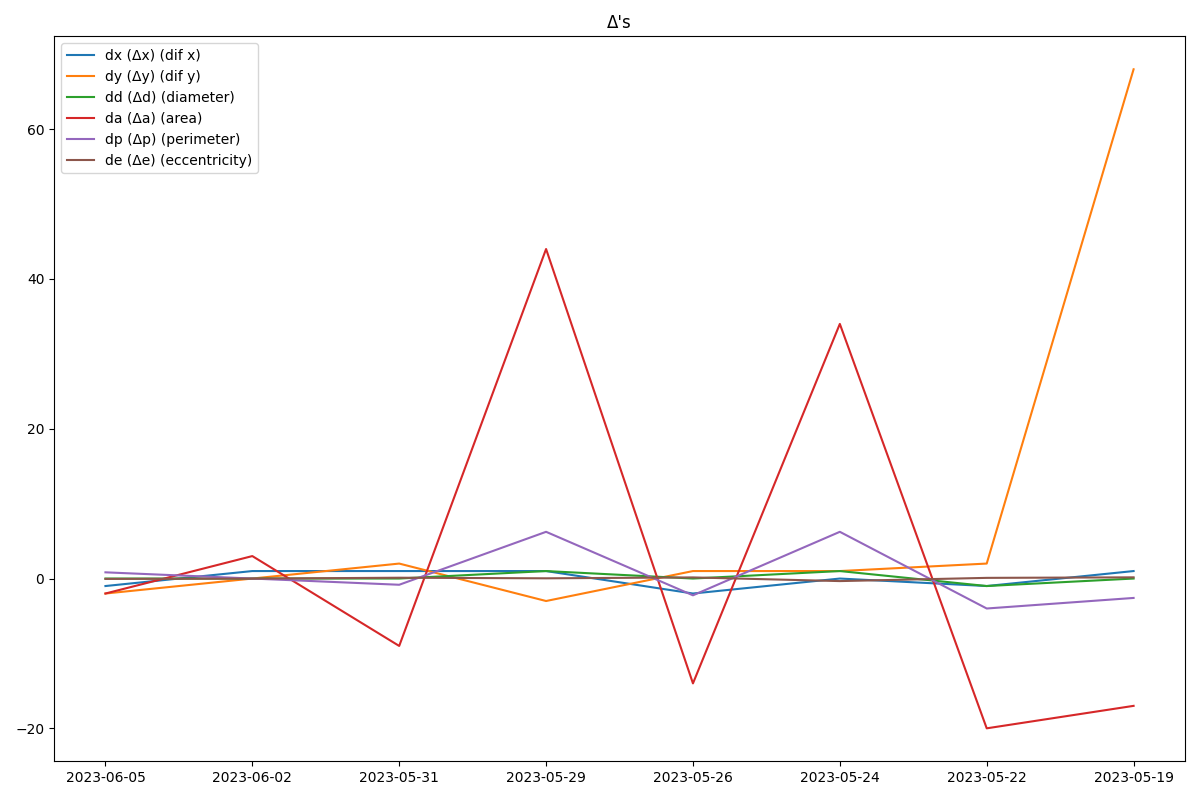 Δ's
dx (Δx) (dif x)
dy (Δy) (dif y)
dd (Δd) (diameter)
da (Δa) (area)
dp (Δp) (perimeter)
de (Δe) (eccentricity)
60
40
20
0
−20
2023-06-05 2023-06-02 2023-05-31 2023-05-29 2023-05-26 2023-05-24 2023-05-22 2023-05-19